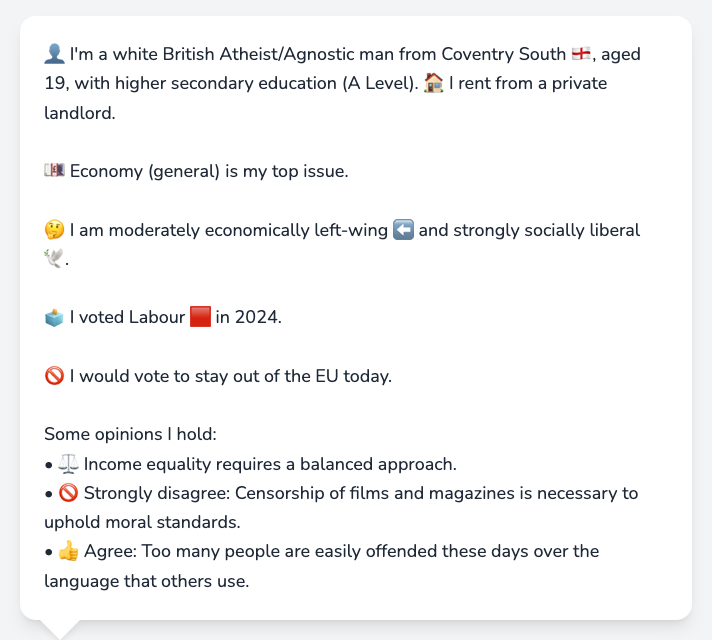 👤 I'm a white British Atheist/Agnostic man from Coventry South 🏴󠁧󠁢󠁥󠁮󠁧󠁿, aged
19, with higher secondary education (A Level). 🏠 I rent from a private
landlord.
💷 Economy (general) is my top issue.
🤔 I am moderately economically left-wing ⬅️ and strongly socially liberal
🕊️.
🗳️ I voted Labour 🟥 in 2024.
🚫 I would vote to stay out of the EU today.
Some opinions I hold:
• ⚖️ Income equality requires a balanced approach.
• 🚫 Strongly disagree: Censorship of films and magazines is necessary to
uphold moral standards.
• 👍 Agree: Too many people are easily offended these days over the
language that others use.